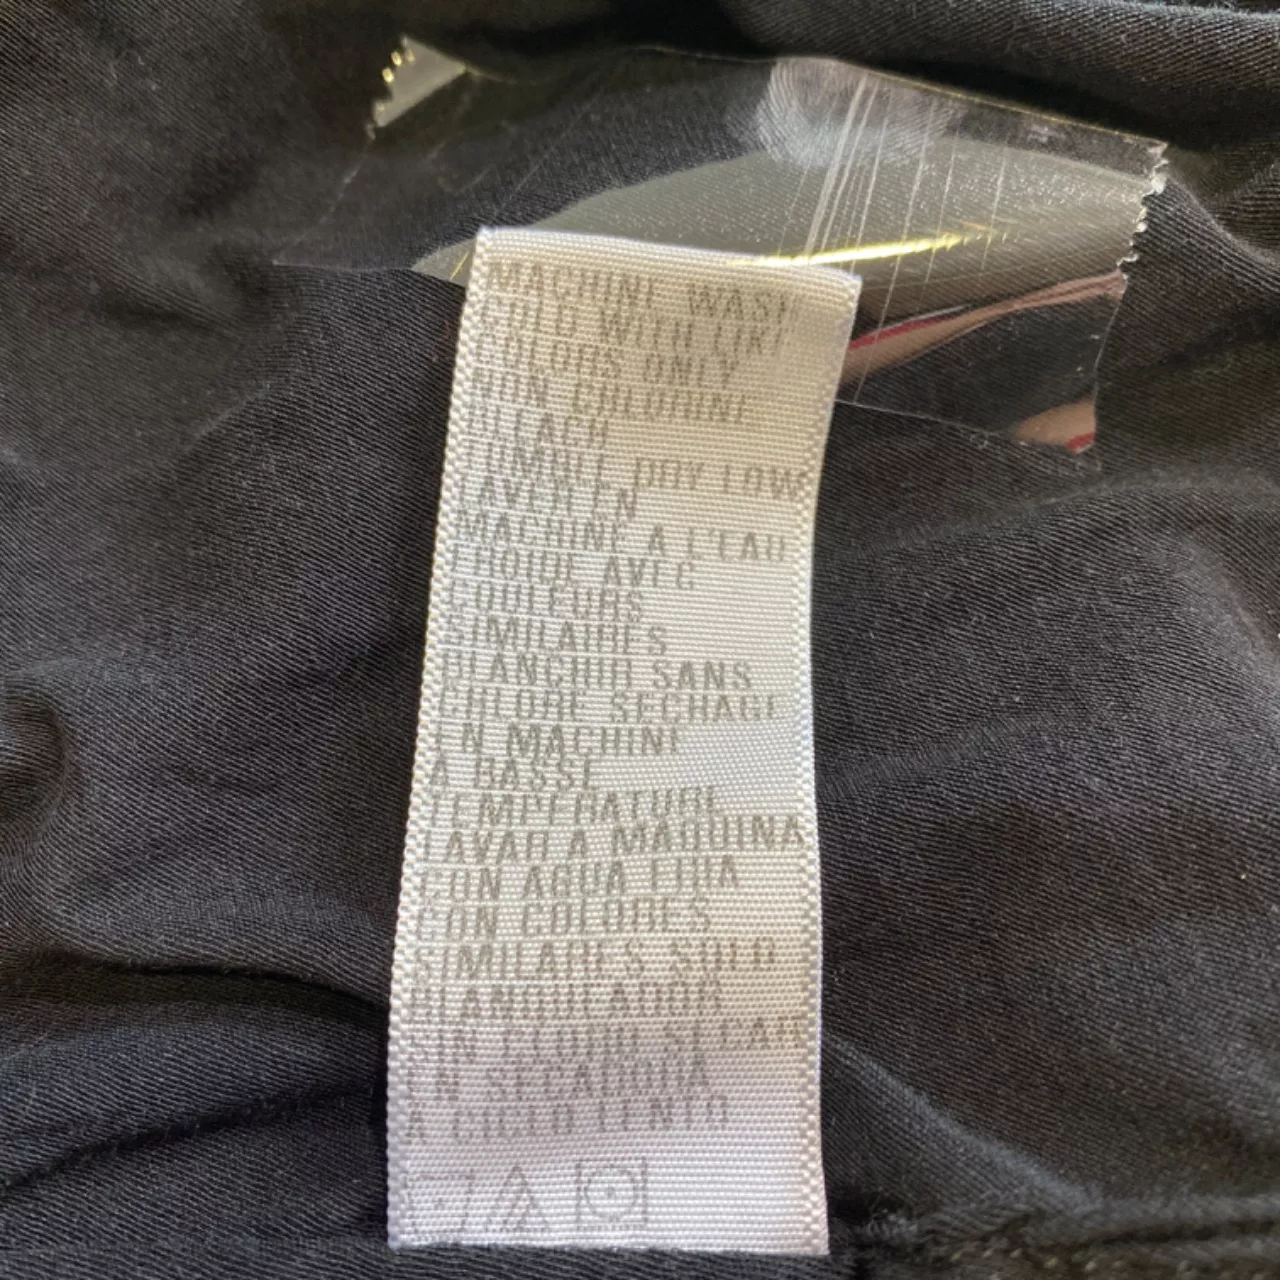 MACHINE WASH
COLD WITH LIKE
COLORS ONLY
NON CHLORINE
BLEACH
TUMBLE DRY LOW
LAVER EN
MACHINE A L'EAU
FROIDE AVEC
COULEURS
SIMILAIRES
BLANCHIR SANS
CHLORE SECHAGE
EN MACHINE
A BASSE
TEMPERATURE
LAVAR A MAQUINA
CON AGUA FRIA
CON COLORES
SIMILARES SOLO
BLANQUEADOR
SIN CLORO SECAR
EN SECADORA
A CICLO LENTO